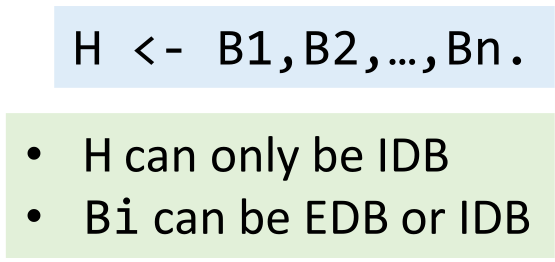 H <- B1,B2,…,Bn.
• H can only be IDB
• Bi can be EDB or IDB